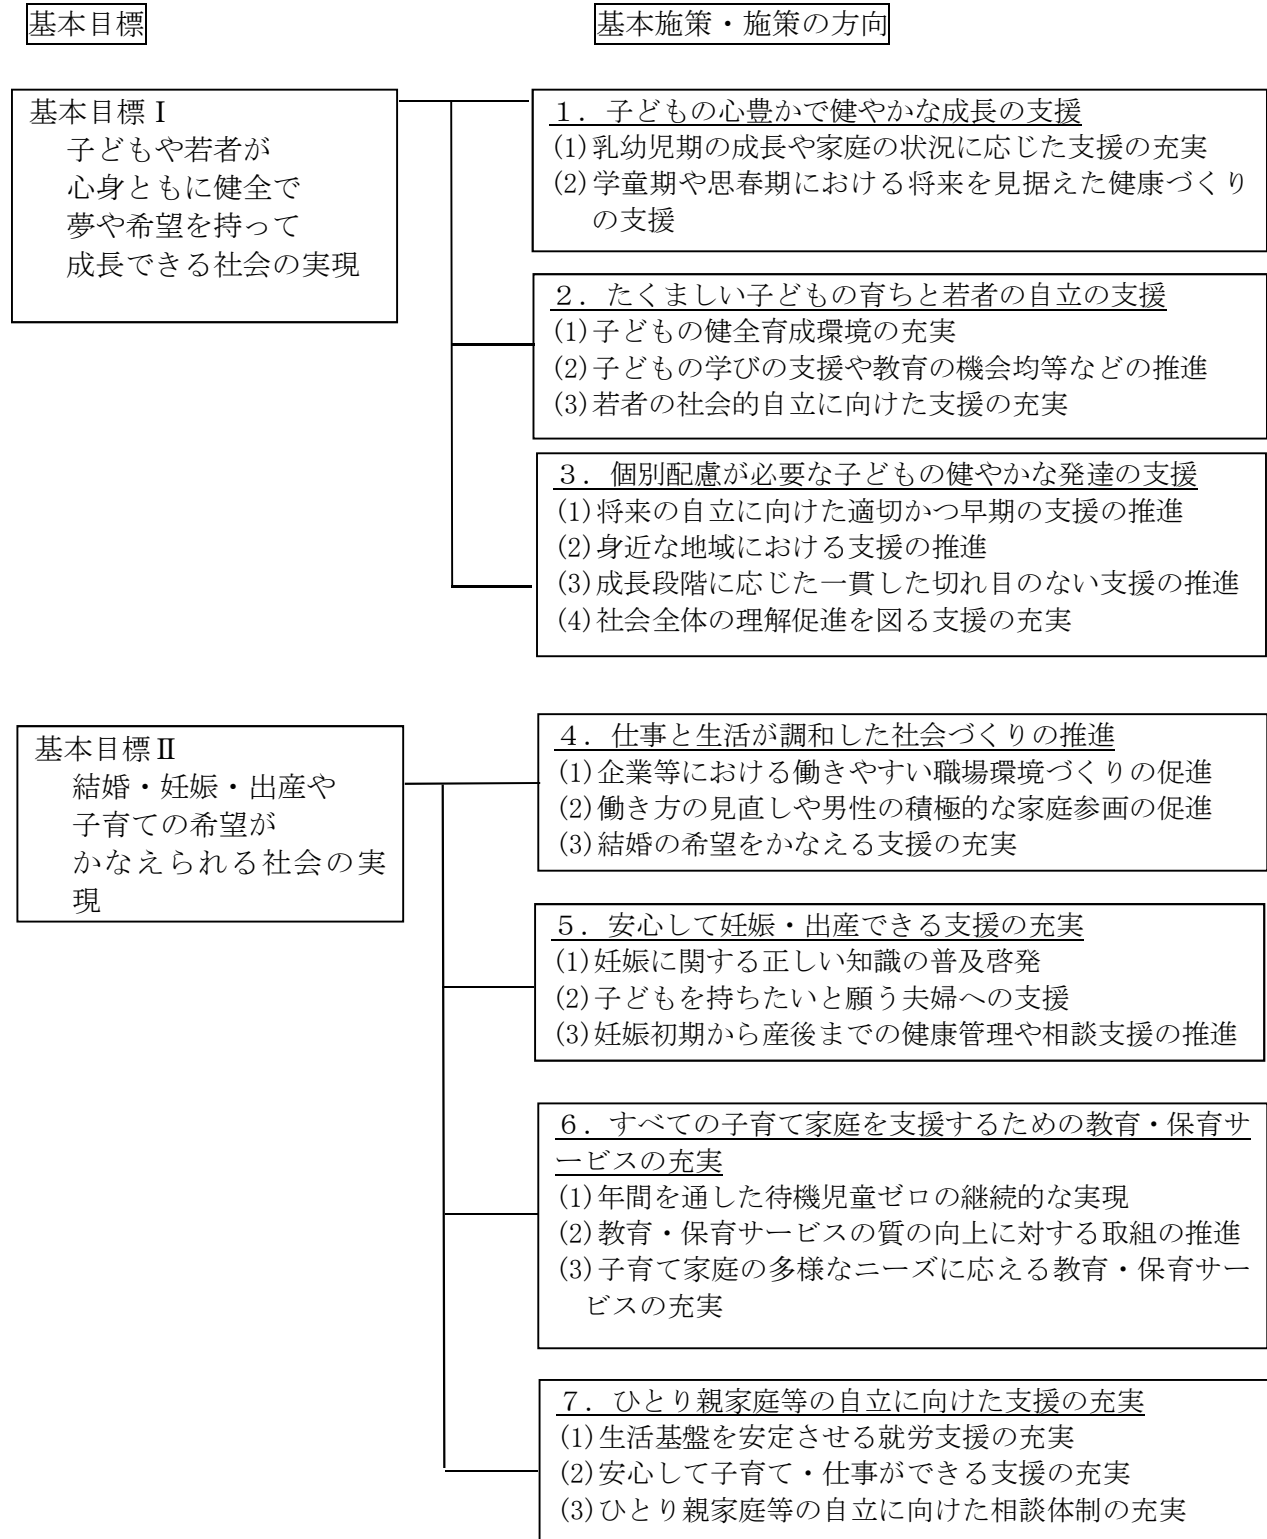 基本目標
基本施策・施策の方向
基本目標Ⅰ
子どもや若者が
心身ともに健全で
夢や希望を持って
成長できる社会の実現
１．子どもの心豊かで健やかな成長の支援
(1)乳幼児期の成長や家庭の状況に応じた支援の充実
(2)学童期や思春期における将来を見据えた健康づくり
の支援
２．たくましい子どもの育ちと若者の自立の支援
(1)子どもの健全育成環境の充実
(2)子どもの学びの支援や教育の機会均等などの推進
(3)若者の社会的自立に向けた支援の充実
３．個別配慮が必要な子どもの健やかな発達の支援
(1)将来の自立に向けた適切かつ早期の支援の推進
(2)身近な地域における支援の推進
(3)成長段階に応じた一貫した切れ目のない支援の推進
(4)社会全体の理解促進を図る支援の充実
基本目標Ⅱ
結婚・妊娠・出産や
子育ての希望が
かなえられる社会の実
現
４．仕事と生活が調和した社会づくりの推進
(1)企業等における働きやすい職場環境づくりの促進
(2)働き方の見直しや男性の積極的な家庭参画の促進
(3)結婚の希望をかなえる支援の充実
５．安心して妊娠・出産できる支援の充実
(1)妊娠に関する正しい知識の普及啓発
(2)子どもを持ちたいと願う夫婦への支援
(3)妊娠初期から産後までの健康管理や相談支援の推進
６．すべての子育て家庭を支援するための教育・保育サ
ービスの充実
(1)年間を通した待機児童ゼロの継続的な実現
(2)教育・保育サービスの質の向上に対する取組の推進
(3)子育て家庭の多様なニーズに応える教育・保育サー
ビスの充実
７．ひとり親家庭等の自立に向けた支援の充実
(1)生活基盤を安定させる就労支援の充実
(2)安心して子育て・仕事ができる支援の充実
(3)ひとり親家庭等の自立に向けた相談体制の充実